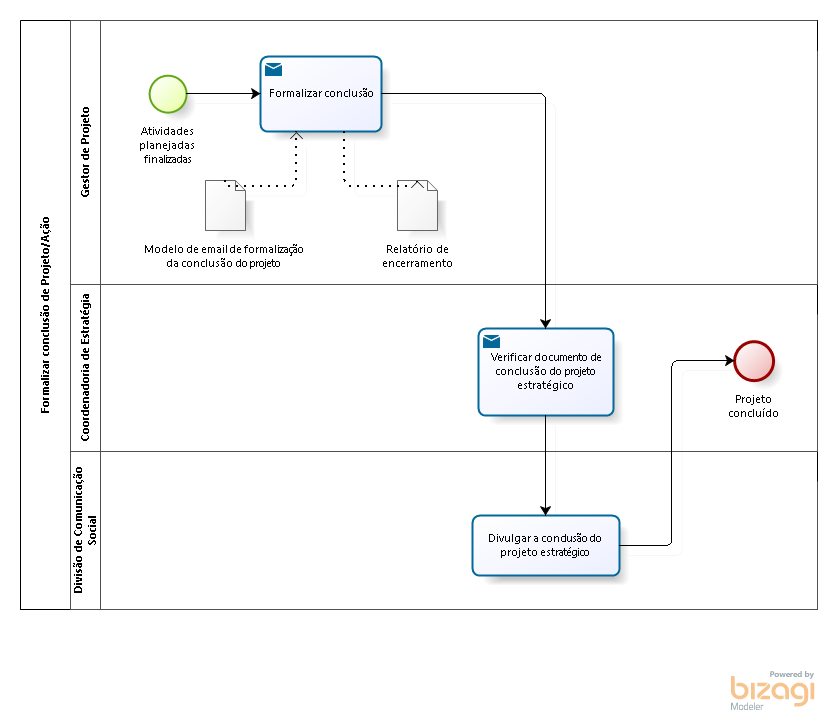 Formalizar conclusão de Projeto/Ação
Gestor de Projeto
Atividades
planejadas
finalizadas
Formalizar conclusão
Modelo de email de formalização
da conclusão do projeto
Relatório de
encerramento
Coordenadoria de Estratégia
Verificar documento de
conclusão do projeto
estratégico
Projeto
concluído
Divisão de Comunicação
Social
Divulgar a conclusão do
projeto estratégico
Powered by
bizagi
Modeler